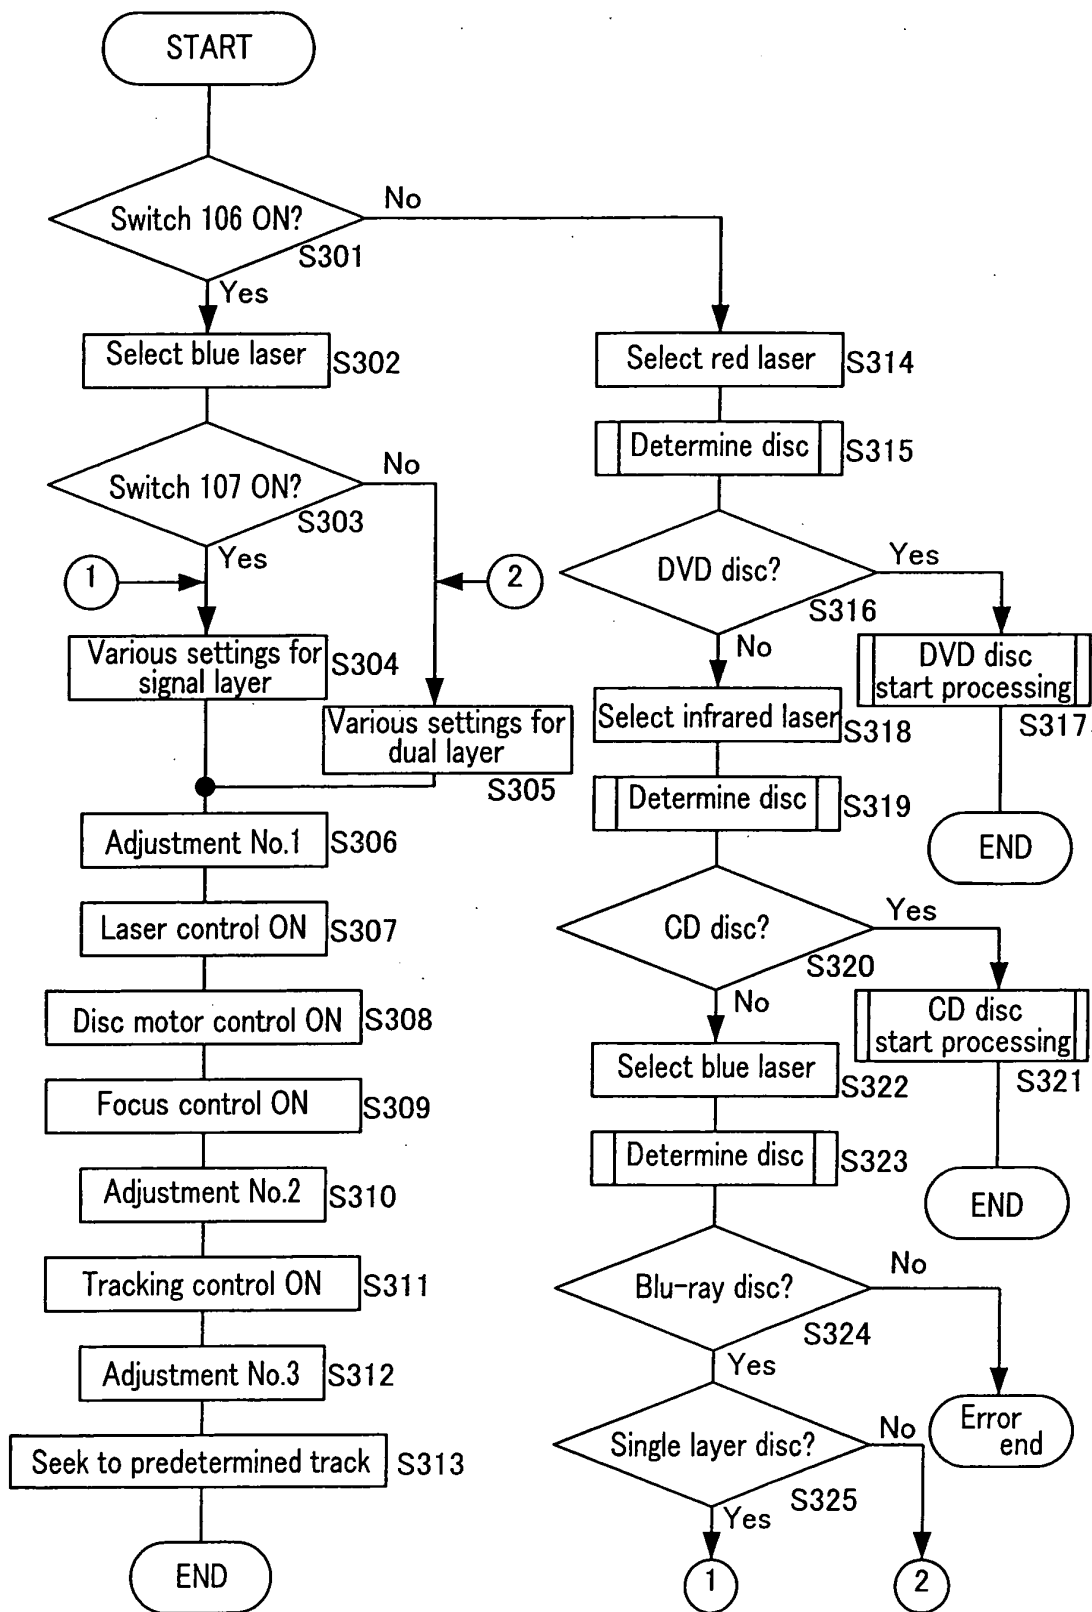 START
Switch 106 ON?
No
S301
Yes
Select blue laser
S302
Switch 107 ON?
No
S303
Yes
1
2
Various settings for
signal layer
S304
Various settings for
dual layer
S305
Adjustment No.1
S306
Laser control ON
S307
Disc motor control ON
S308
Focus control ON
S309
Adjustment No.2
S310
Tracking control ON
S311
Adjustment No.3
S312
Seek to predetermined track
S313
END
Select red laser
S314
Determine disc
S315
DVD disc?
Yes
S316
No
DVD disc
start processing
S317
END
Select infrared laser
S318
Determine disc
S319
CD disc?
Yes
S320
No
CD disc
start processing
S321
END
Select blue laser
S322
Determine disc
S323
Blu-ray disc?
No
S324
Yes
Error
end
Single layer disc?
No
S325
Yes
1
2